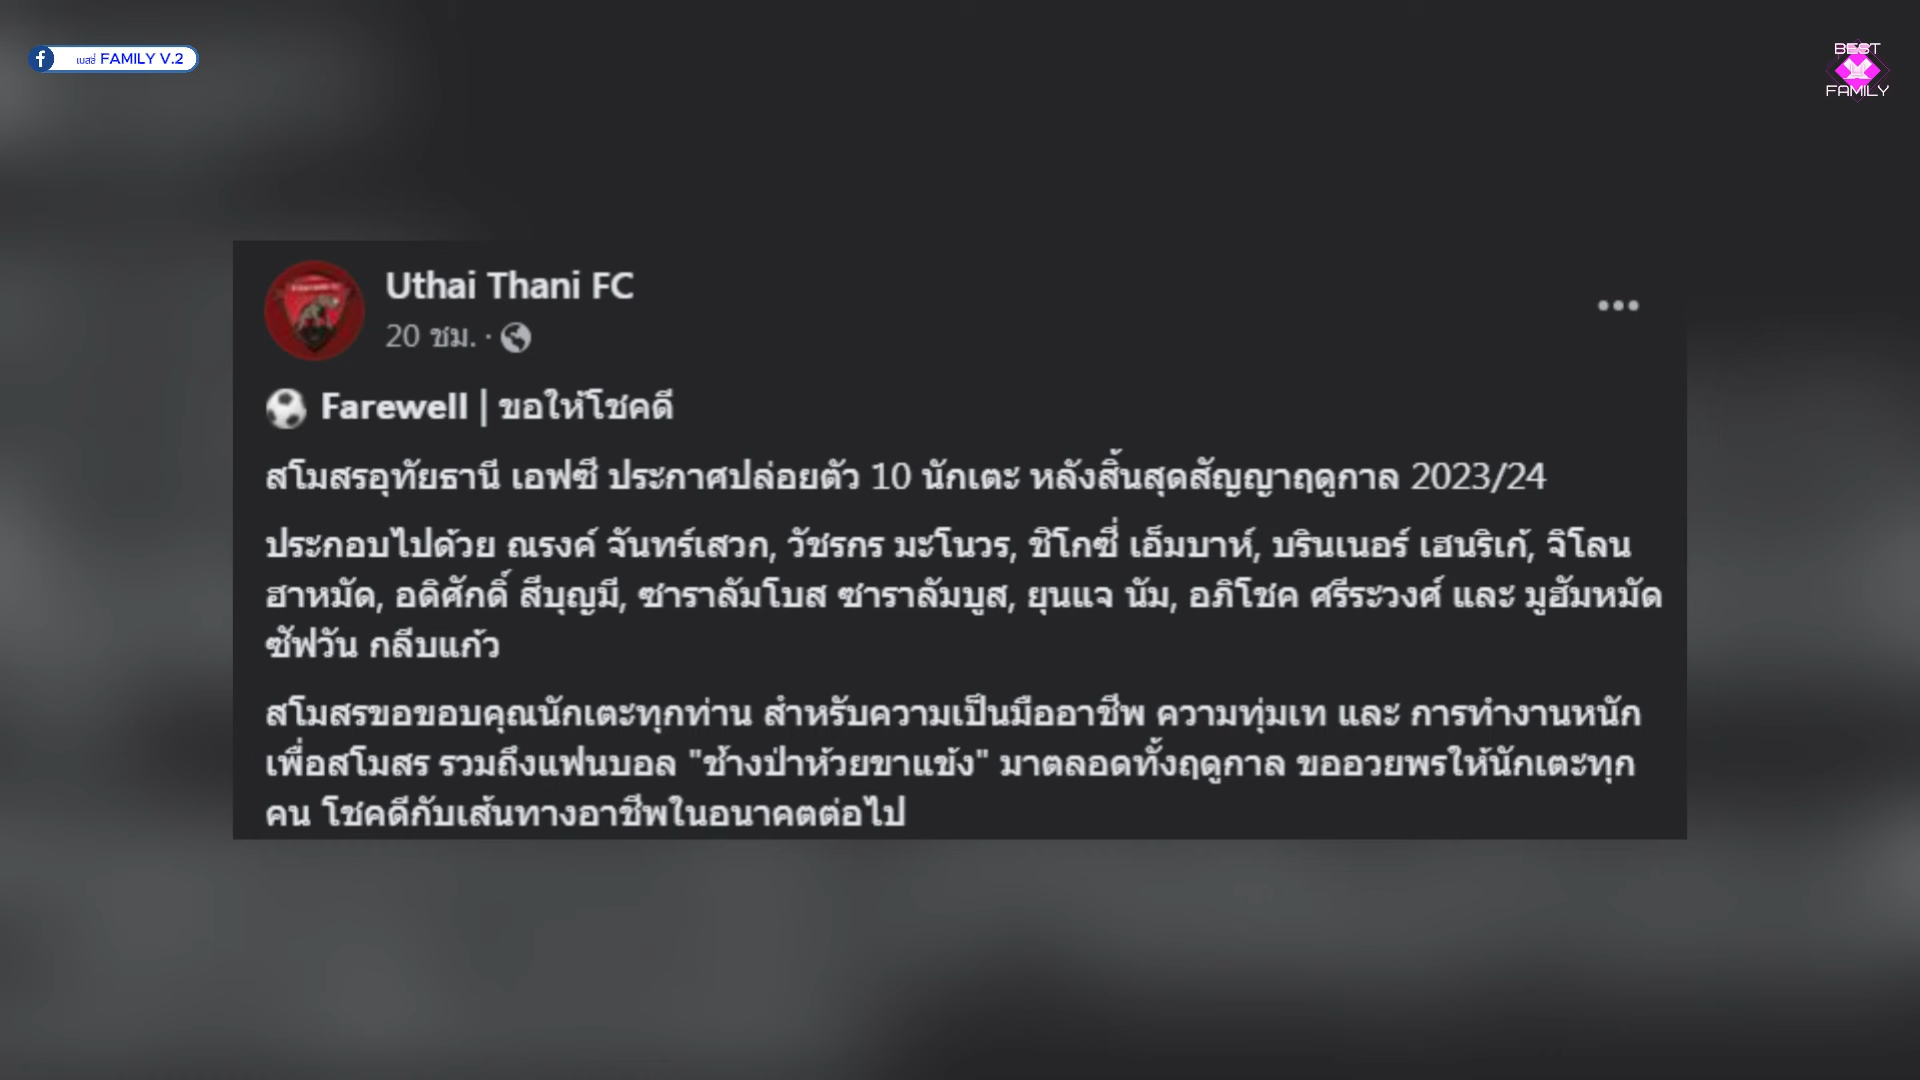 เบสซี่ FAMILY V.2
BEST
FAMILY
Uthai Thani FC
20 ชม. ·
Farewell | ขอให้โชคดี
สโมสรอุทัยธานี เอฟซี ประกาศปล่อยตัว 10 นักเตะ หลังสิ้นสุดสัญญาฤดูกาล 2023/24
ประกอบไปด้วย ณรงค์ จันทร์เสวก, วัชรกร มะโนวร, ชิโกซี่ เอ็มบาห์, บรินเนอร์ เฮนริเก้, จิโลน
ฮาหมัด, อดิศักดิ์ สีบุญมี, ซาราลัมโบส ซาราลัมบูส, ยุนแจ นัม, อภิโชค ศรีระวงศ์ และ มูฮัมหมัด
ซัฟวัน กลีบแก้ว
สโมสรขอขอบคุณนักเตะทุกท่าน สำหรับความเป็นมืออาชีพ ความทุ่มเท และ การทำงานหนัก
เพื่อสโมสร รวมถึงแฟนบอล "ช้างป่าห้วยขาแข้ง" มาตลอดทั้งฤดูกาล ขออวยพรให้นักเตะทุก
คน โชคดีกับเส้นทางอาชีพในอนาคตต่อไป